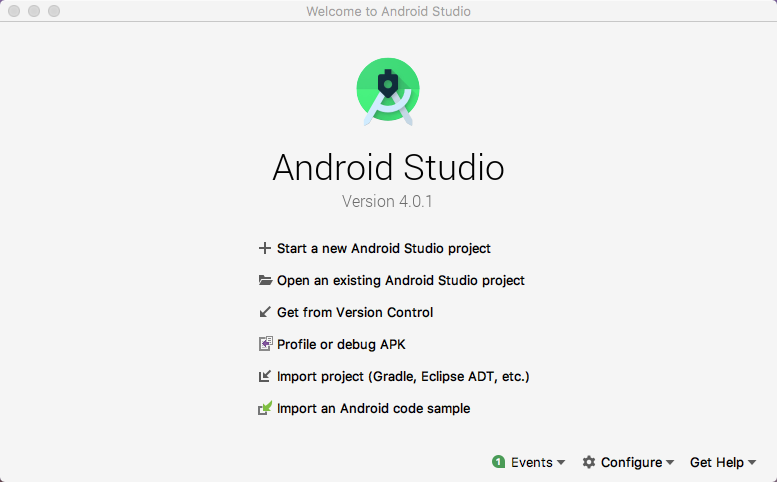 Welcome to Android Studio
Android Studio
Version 4.0.1
Start a new Android Studio project
Open an existing Android Studio project
Get from Version Control
Profile or debug APK
Import project (Gradle, Eclipse ADT, etc.)
Import an Android code sample
1 Events Configure Get Help